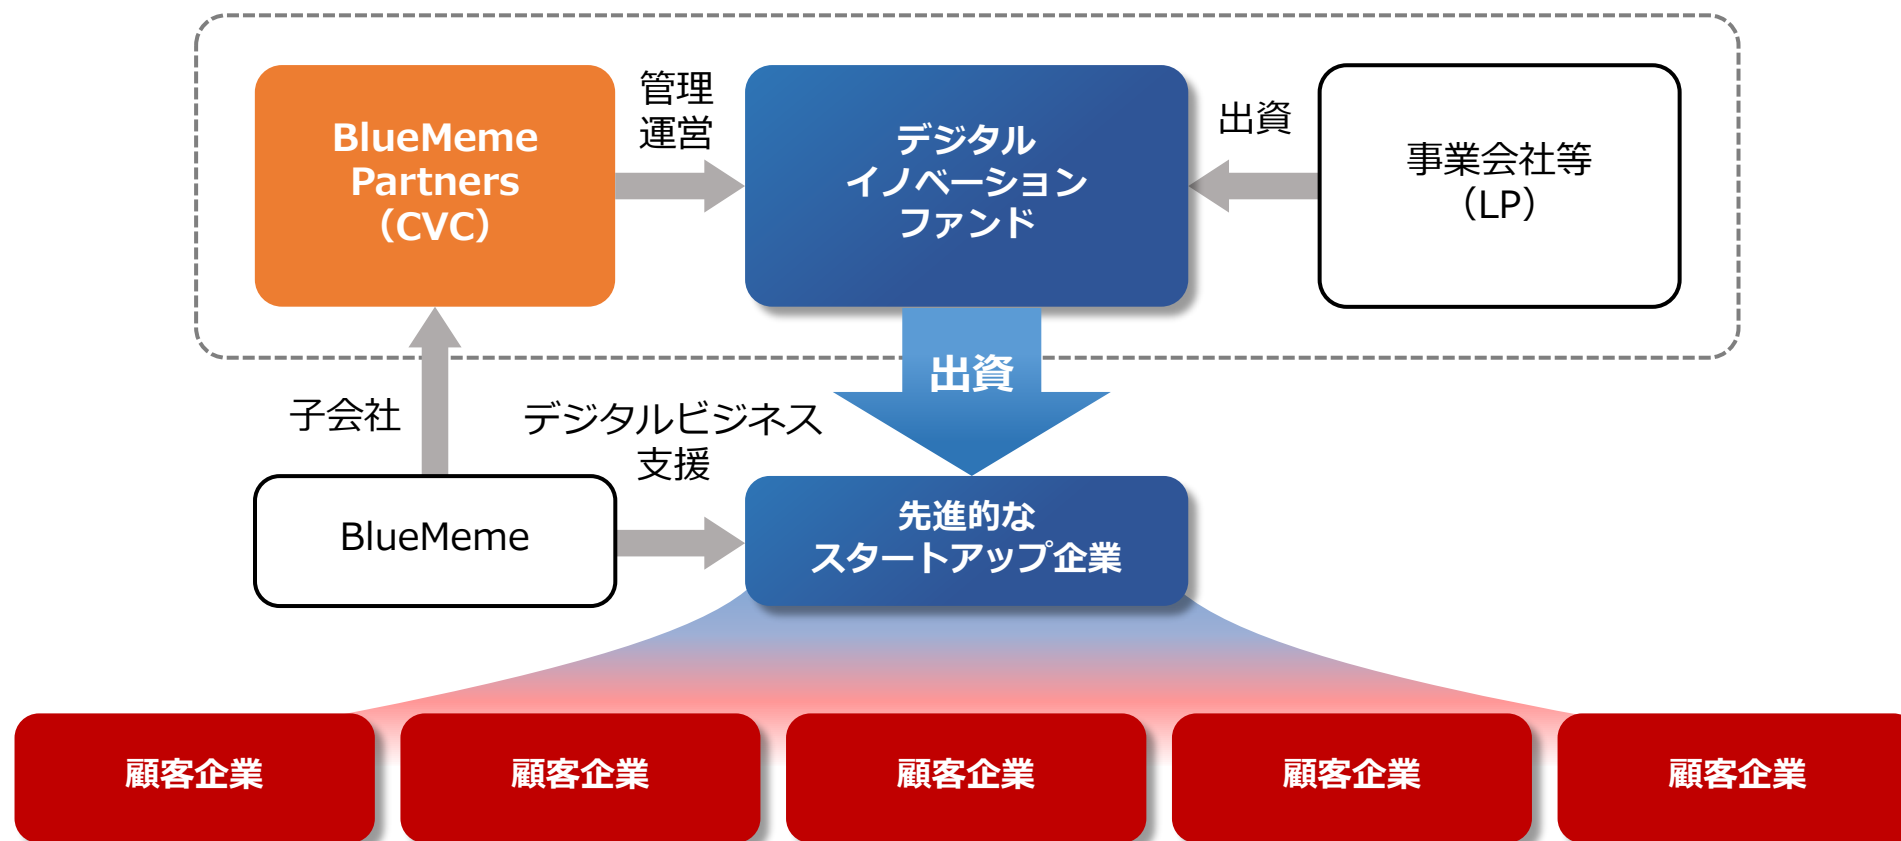 BlueMeme
Partners
（CVC）
管理
運営
デジタル
イノベーション
ファンド
出資
事業会社等
（LP）
出資
子会社
デジタルビジネス
支援
BlueMeme
先進的な
スタートアップ企業
顧客企業
顧客企業
顧客企業
顧客企業
顧客企業